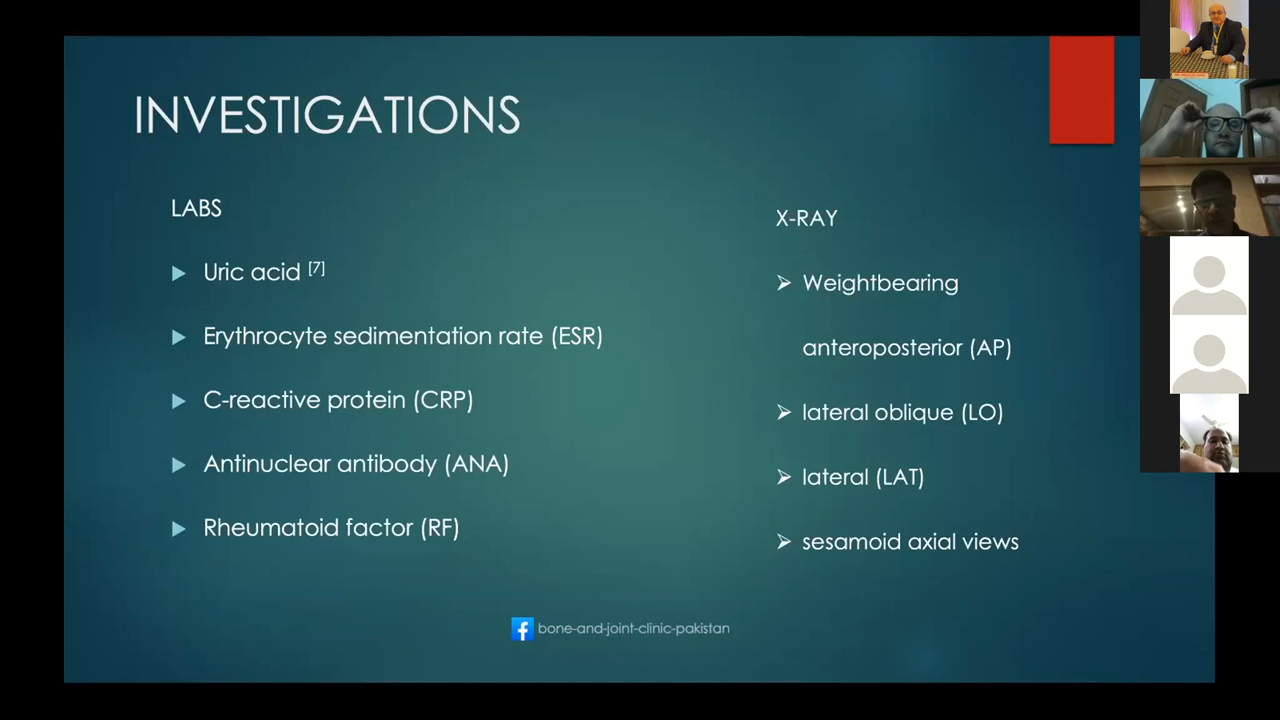 INVESTIGATIONS
LABS
Uric acid [7]
Erythrocyte sedimentation rate (ESR)
C-reactive protein (CRP)
Antinuclear antibody (ANA)
Rheumatoid factor (RF)
X-RAY
Weightbearing
anteroposterior (AP)
lateral oblique (LO)
lateral (LAT)
sesamoid axial views
bone-and-joint-clinic-pakistan